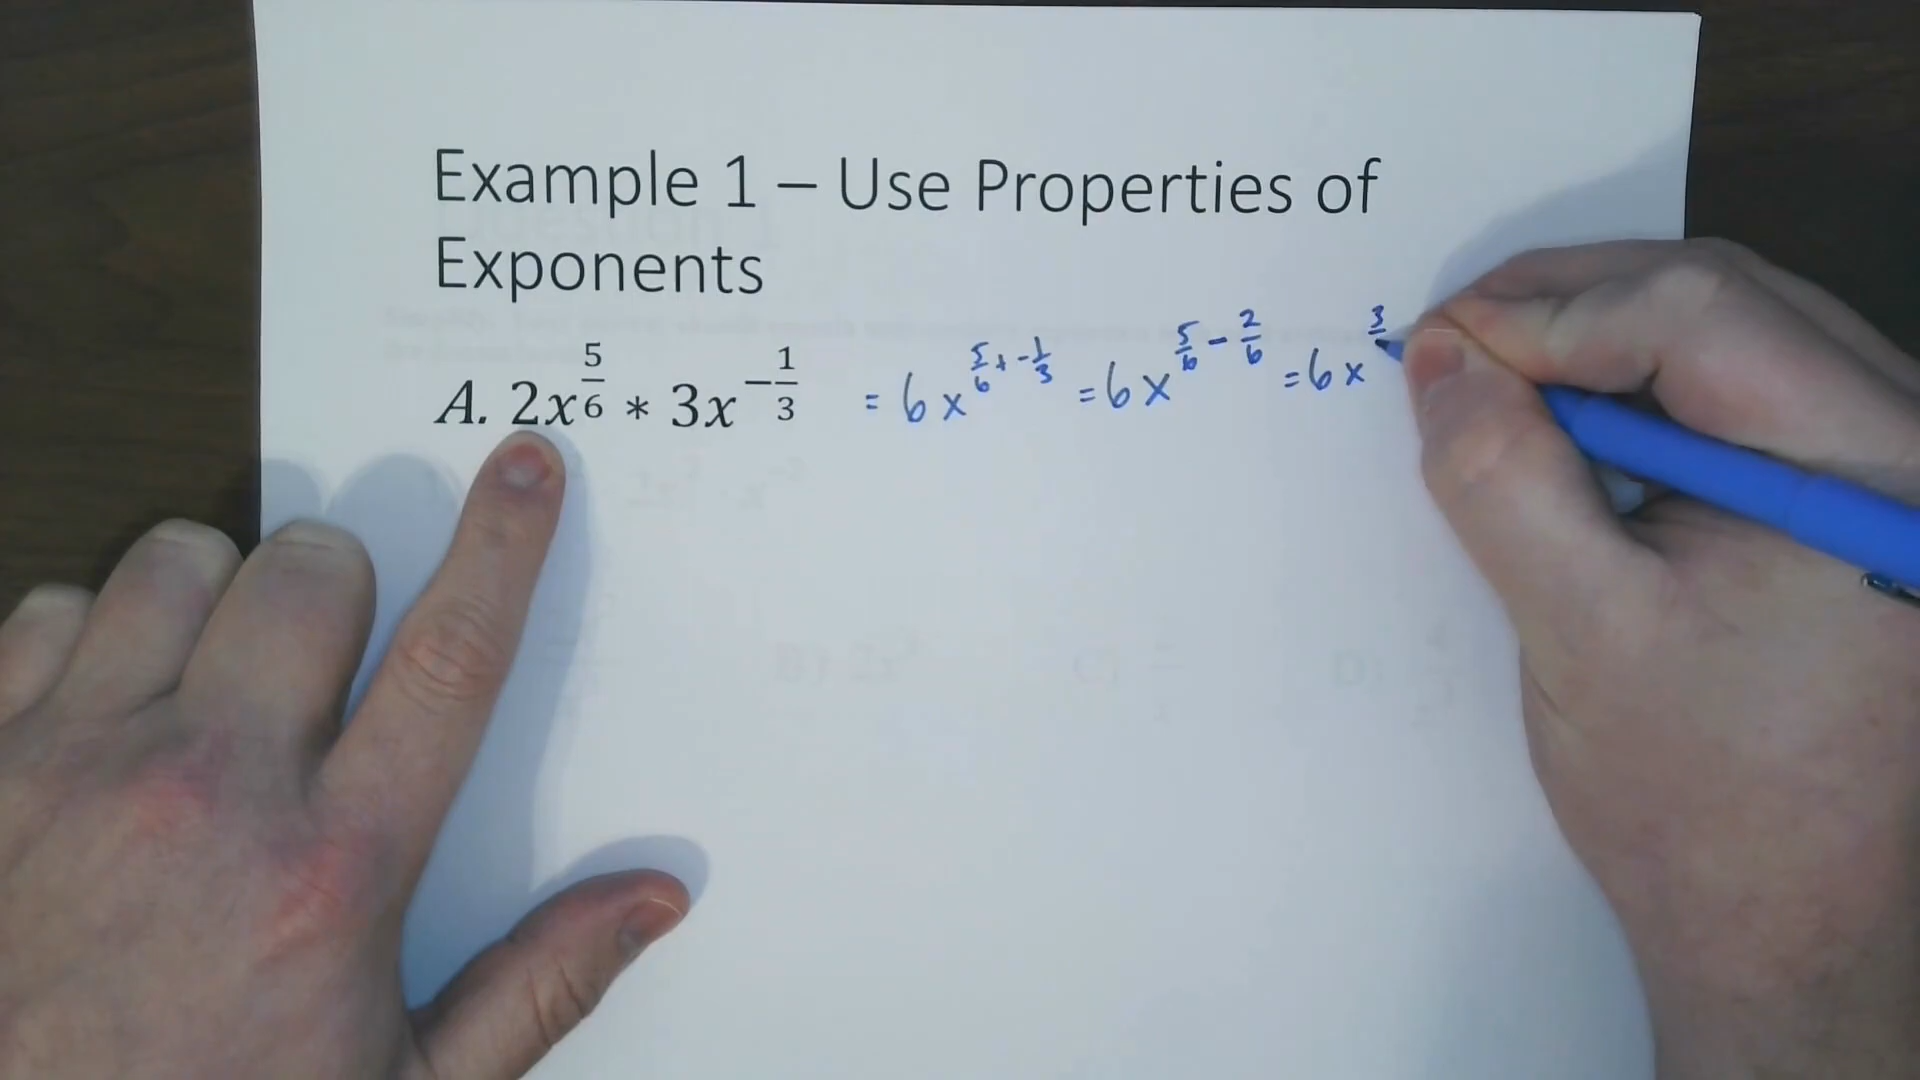 Example 1 – Use Properties of
Exponents
A. 2x^{5/6} * 3x^{-1/3} = 6x^{5/6 + -1/3} = 6x^{5/6 - 2/6} = 6x^{3/
B) C) D)